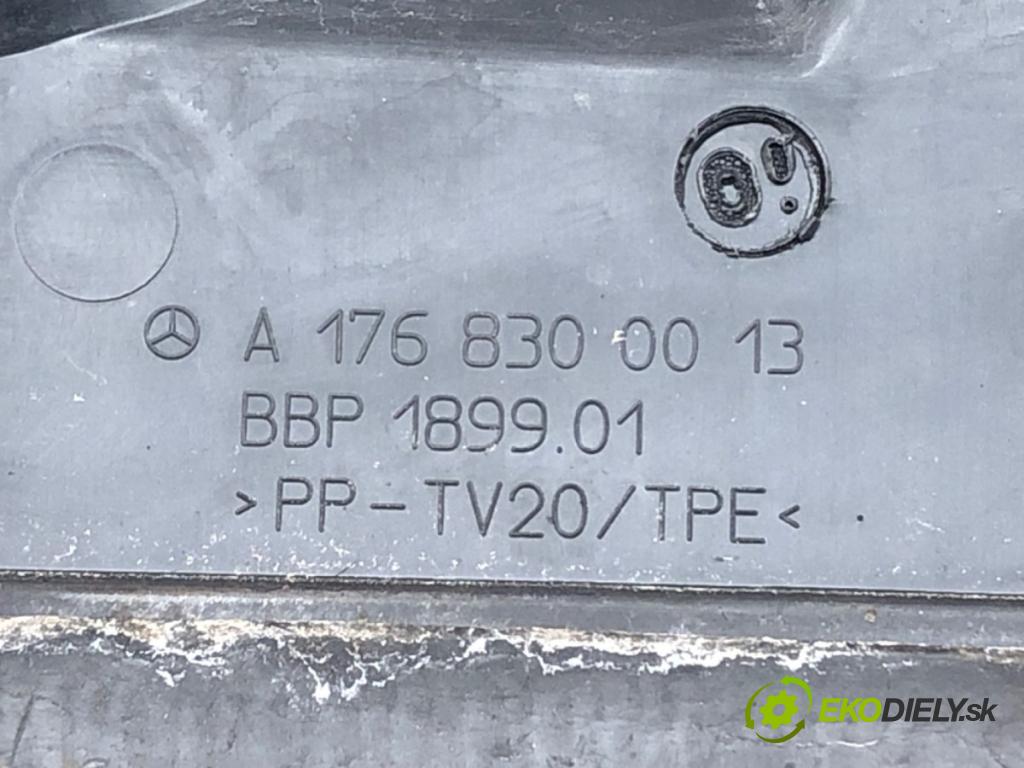 A 176 830 00 13
BBP 1899.01
>PP-TV20/TPE<
EKODIELY.sk